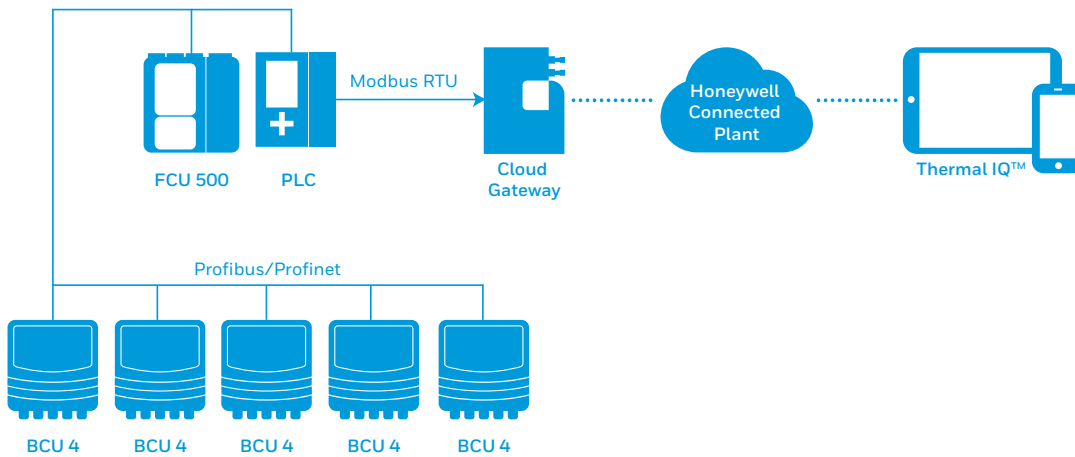 Modbus RTU
Honeywell
Connected
Plant
FCU 500
PLC
Cloud
Gateway
Thermal IQ™
Profibus/Profinet
BCU 4
BCU 4
BCU 4
BCU 4
BCU 4